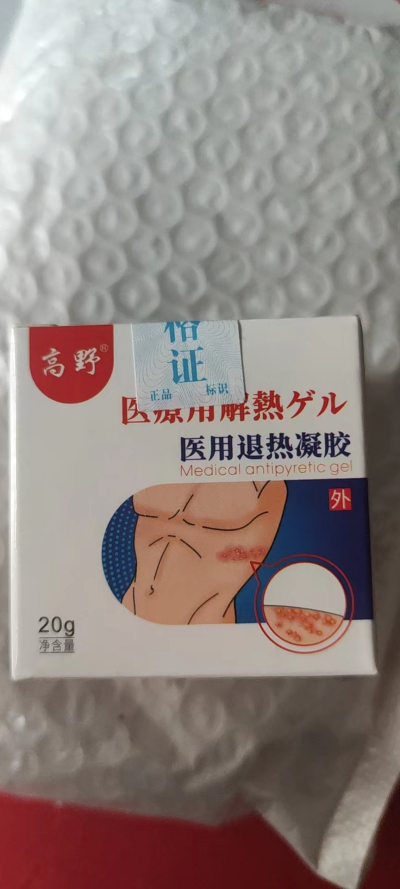 高野®
格
证
正品 标识
医療用解熱ゲル
医用退热凝胶
Medical antipyretic gel
外
20g
净含量